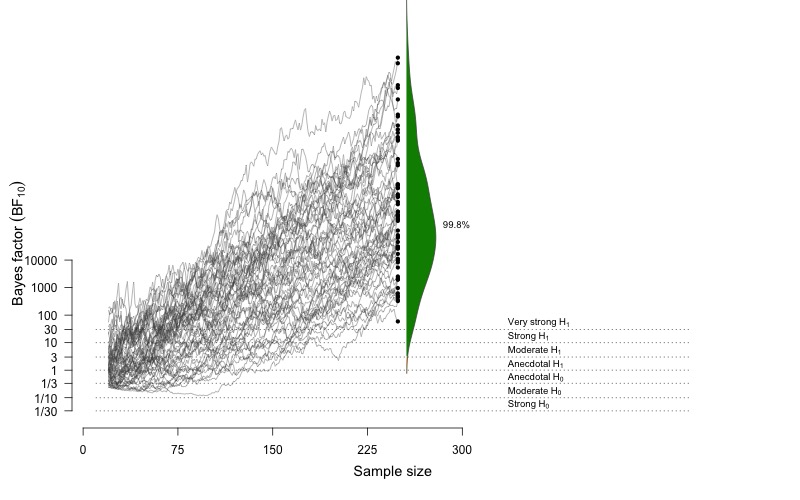 99.8%
Bayes factor (BF10)
10000
1000
100
30
10
3
1
1/3
1/10
1/30
Very strong H1
Strong H1
Moderate H1
Anecdotal H1
Anecdotal H0
Moderate H0
Strong H0
0 75 150 225 300
Sample size